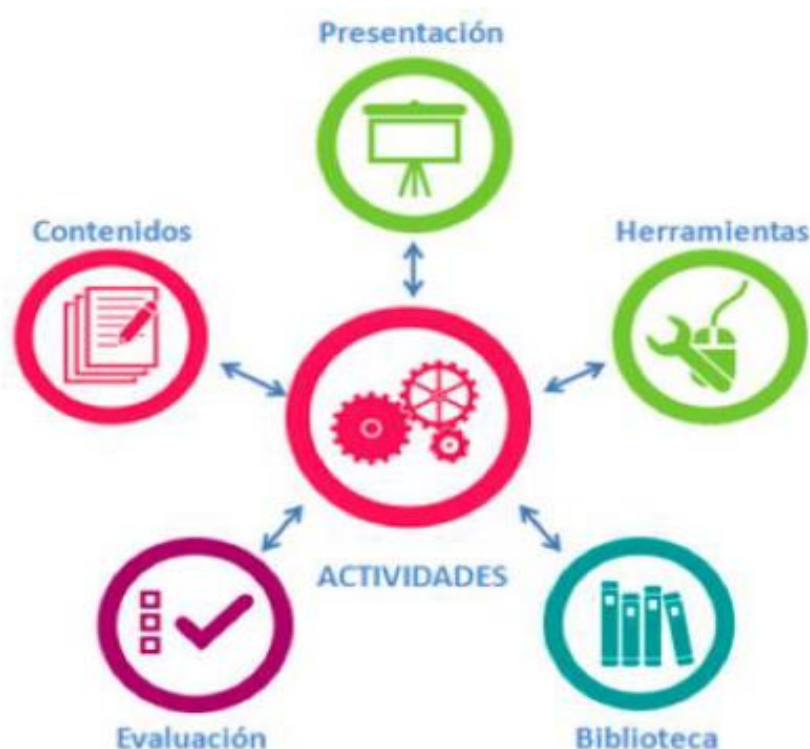 Presentación
Contenidos
Herramientas
ACTIVIDADES
Evaluación
Biblioteca